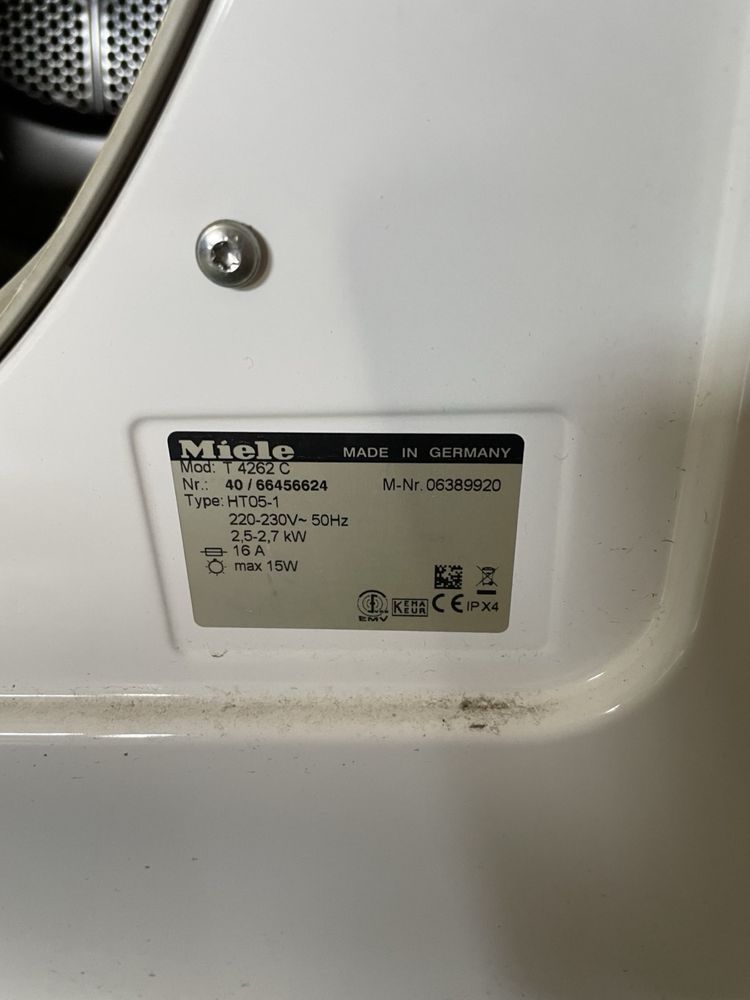 Miele MADE IN GERMANY
Mod: T 4262 C
Nr.: 40 / 66456624 M-Nr. 06389920
Type: HT05-1
220-230V~ 50Hz
2,5-2,7 kW
16 A
max 15W
EMV KEMA EUR CE IPX4